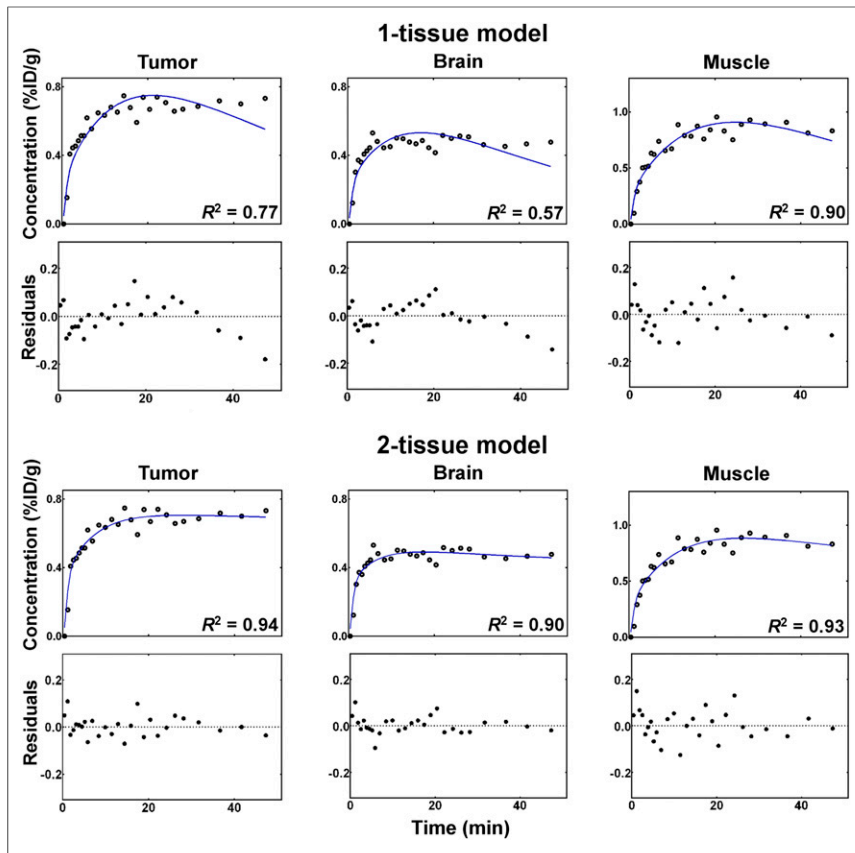 1-tissue model
Tumor Brain Muscle
Concentration (%ID/g)
0.8 0.8 1.0
0.4 0.4 0.5
0.0 0.0 0.0
R² = 0.77 R² = 0.57 R² = 0.90
Residuals
0.2 0.2 0.2
0.0 0.0 0.0
-0.2 -0.2 -0.2
0 20 40 0 20 40 0 20 40
2-tissue model
Tumor Brain Muscle
Concentration (%ID/g)
0.8 0.8 1.0
0.4 0.4 0.5
0.0 0.0 0.0
R² = 0.94 R² = 0.90 R² = 0.93
Residuals
0.2 0.2 0.2
0.0 0.0 0.0
-0.2 -0.2 -0.2
0 20 40 0 20 40 0 20 40
Time (min)